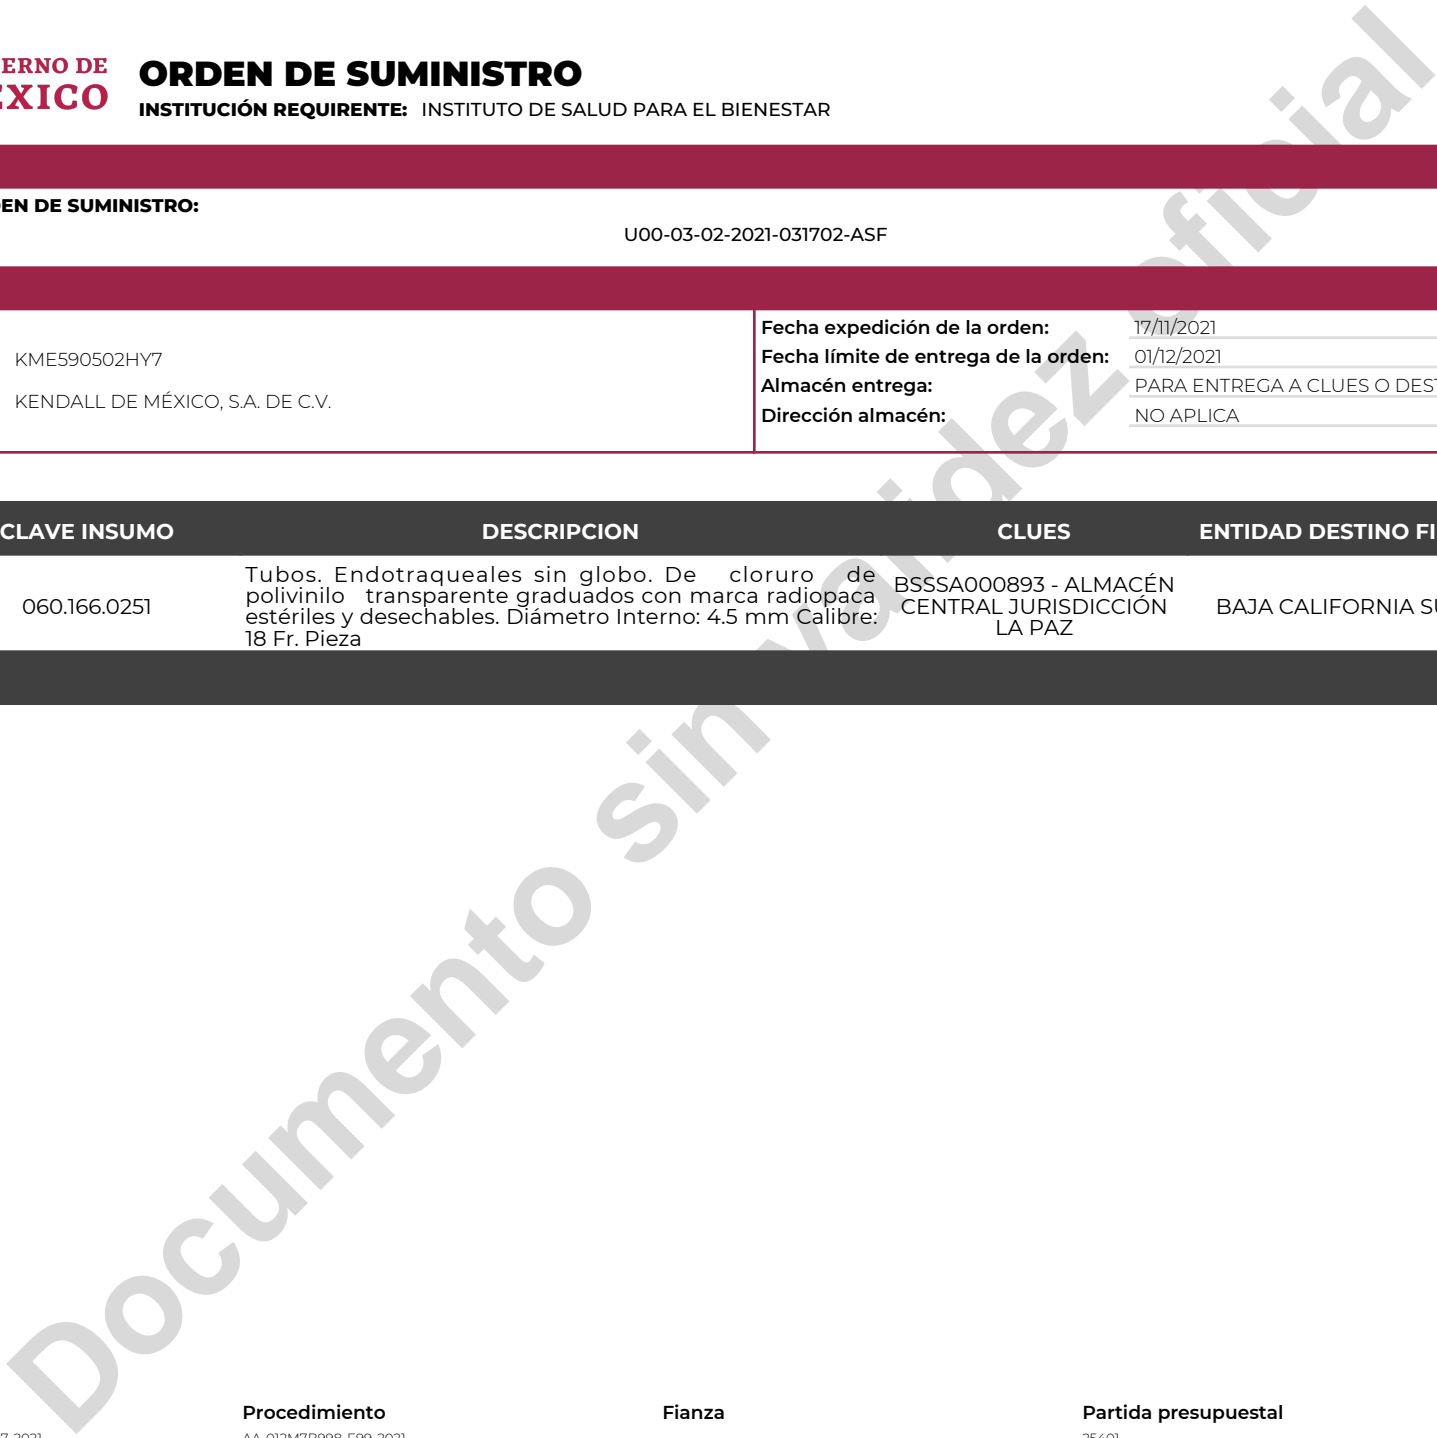 ERNO DE
ÉXICO
ORDEN DE SUMINISTRO
INSTITUCIÓN REQUIRENTE: INSTITUTO DE SALUD PARA EL BIENESTAR
EN DE SUMINISTRO:
U00-03-02-2021-031702-ASF
KME590502HY7
KENDALL DE MÉXICO, S.A. DE C.V.
Fecha expedición de la orden: 17/11/2021
Fecha límite de entrega de la orden: 01/12/2021
Almacén entrega: PARA ENTREGA A CLUES O DEST
Dirección almacén: NO APLICA
CLAVE INSUMO DESCRIPCION CLUES ENTIDAD DESTINO FI
060.166.0251
Tubos. Endotraqueales sin globo. De cloruro de
polivinilo transparente graduados con marca radiopaca
estériles y desechables. Diámetro Interno: 4.5 mm Calibre:
18 Fr. Pieza
BSSSA000893 - ALMACÉN
CENTRAL JURISDICCIÓN
LA PAZ
BAJA CALIFORNIA SU
Documento sin validez oficial
Procedimiento Fianza Partida presupuestal